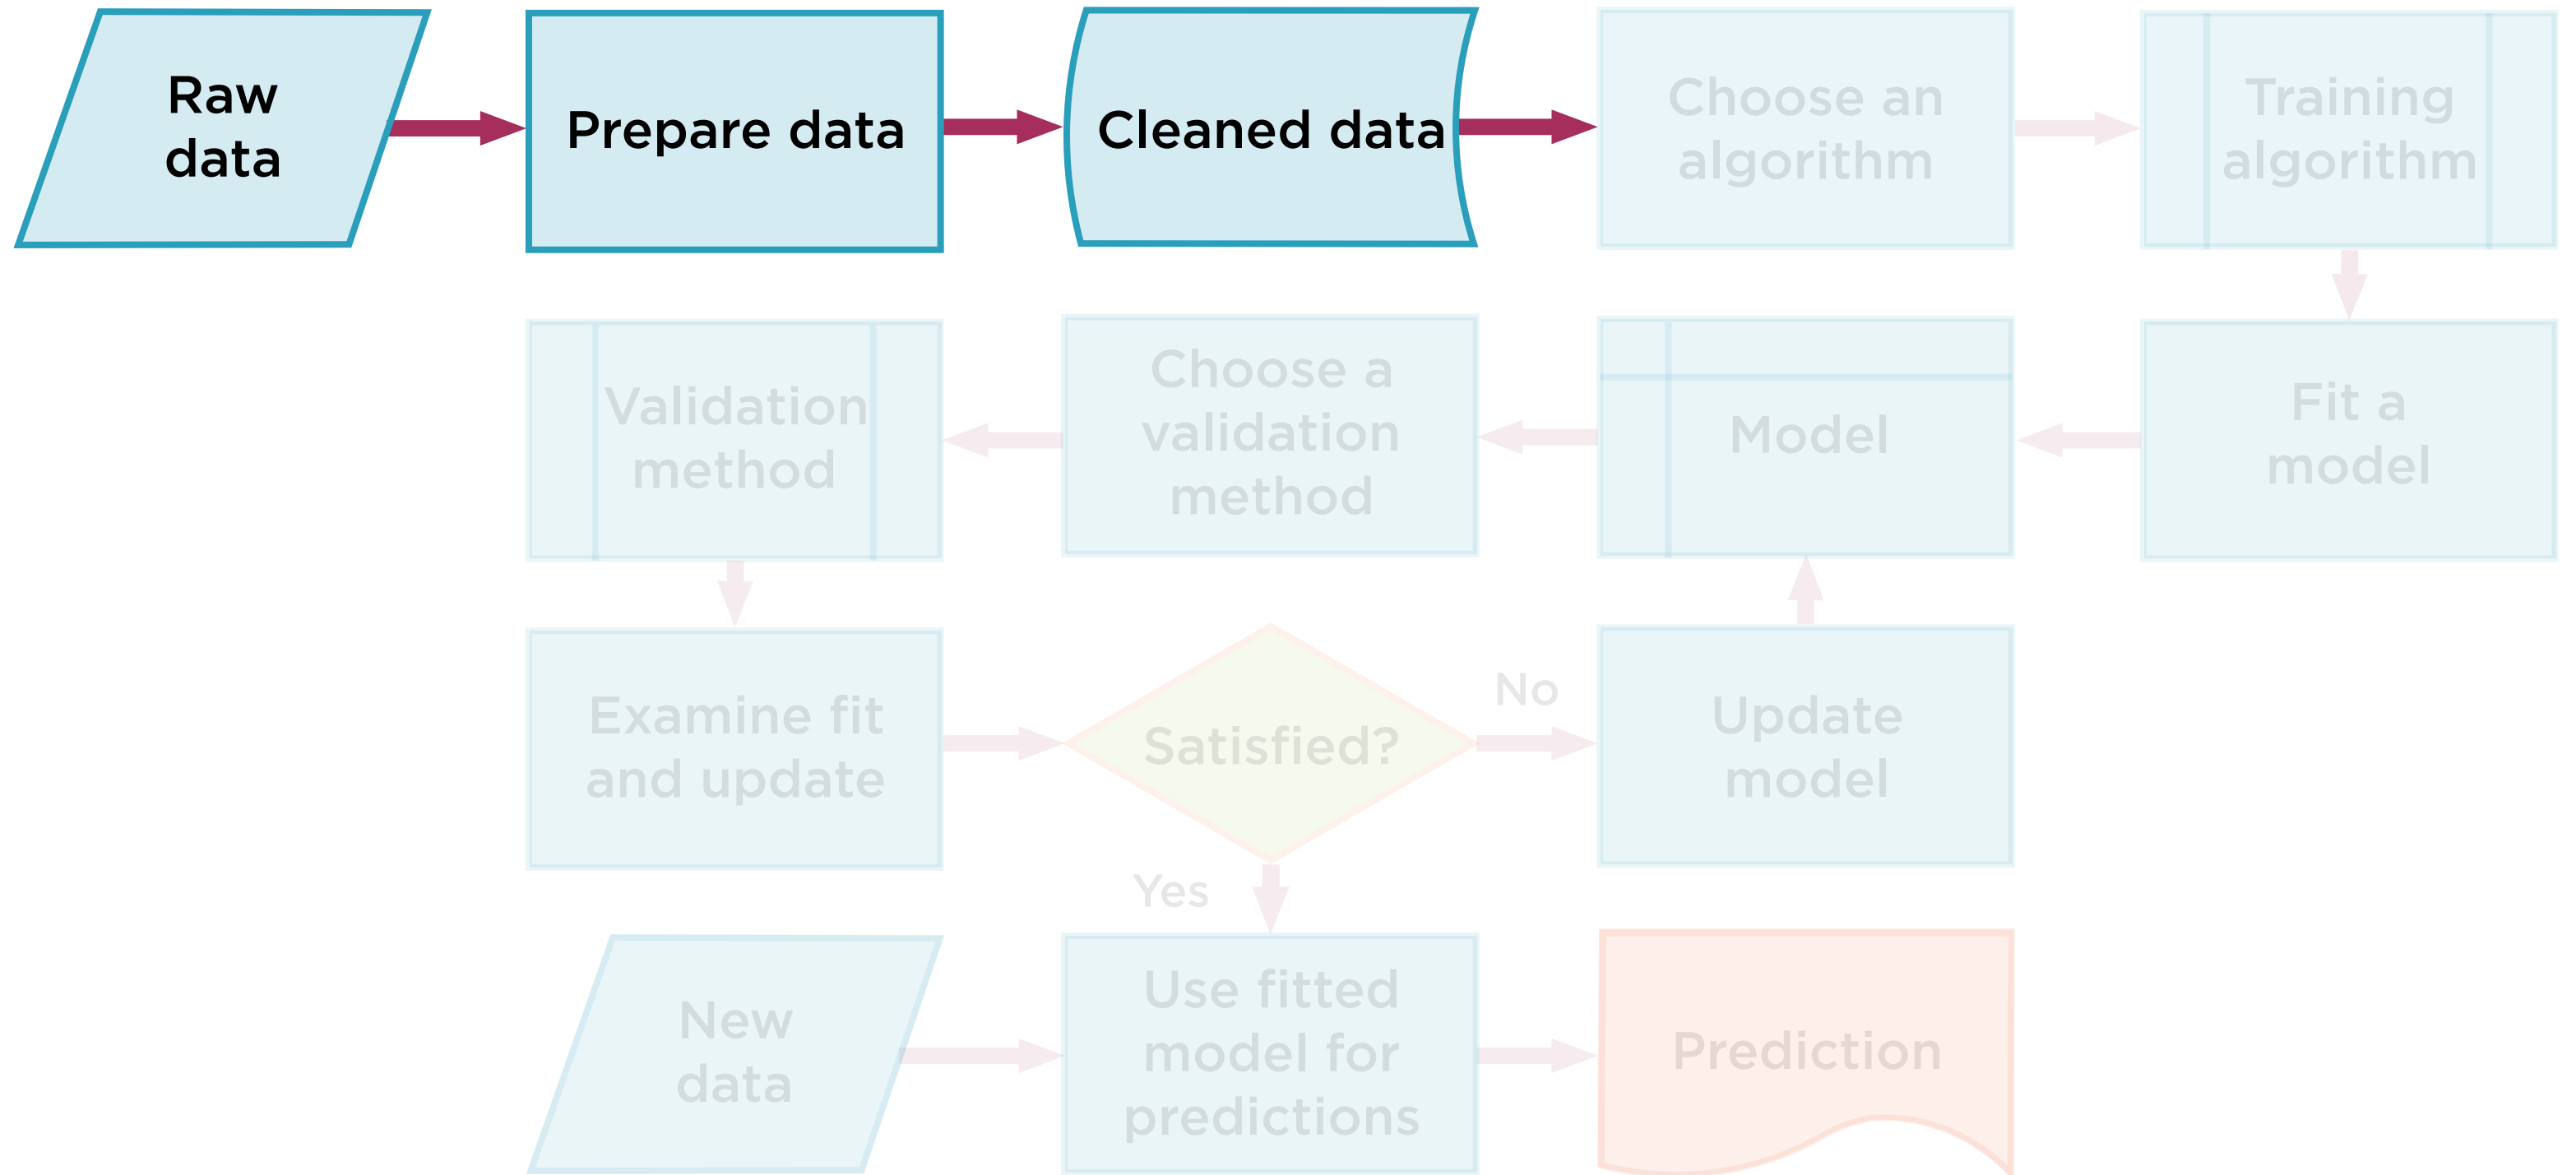 Raw
data
Prepare data
Cleaned data
Choose an
algorithm
Training
algorithm
Validation
method
Choose a
validation
method
Model
Fit a
model
Examine fit
and update
Satisfied?
No
Update
model
Yes
New
data
Use fitted
model for
predictions
Prediction